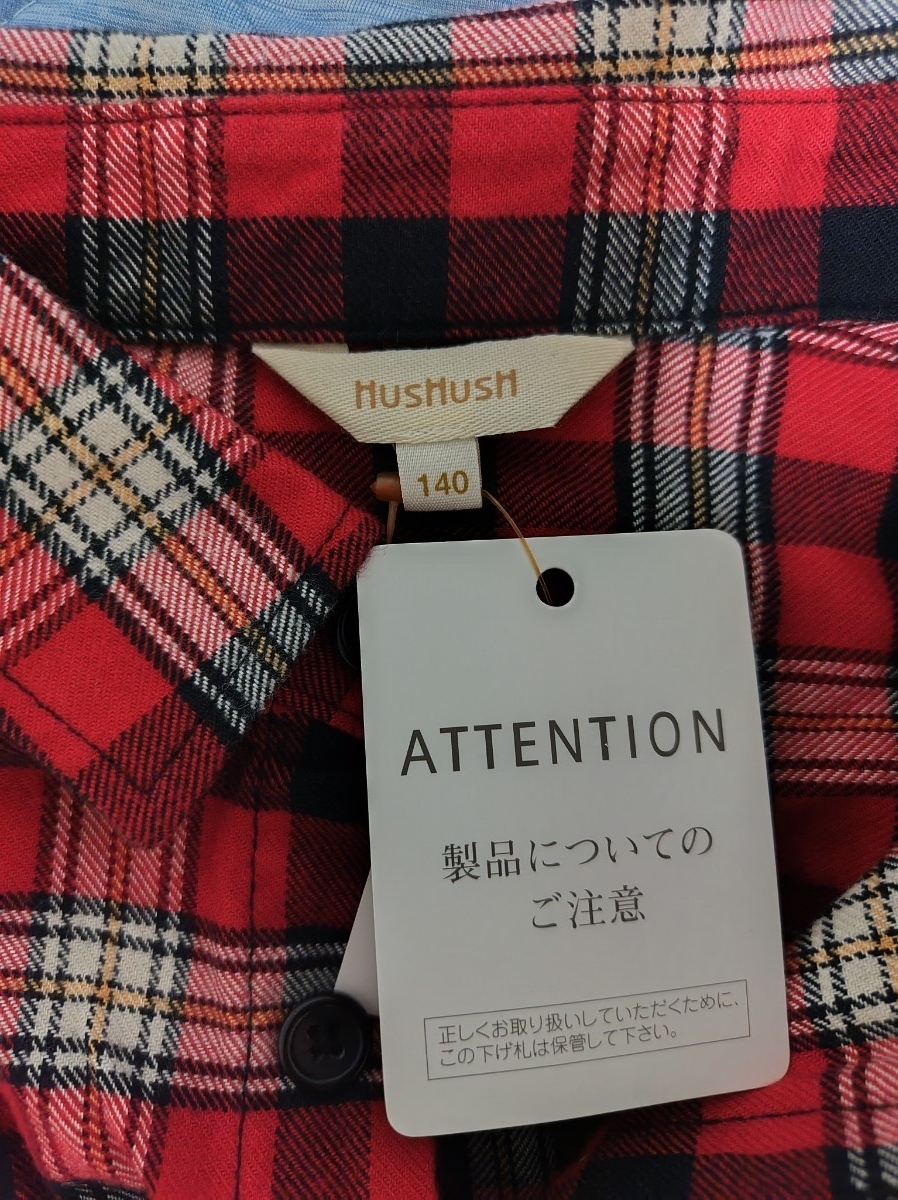 HusHusH
140
ATTENTION
製品についての
ご注意
正しくお取り扱いしていただくために、
この下げ札は保管して下さい。